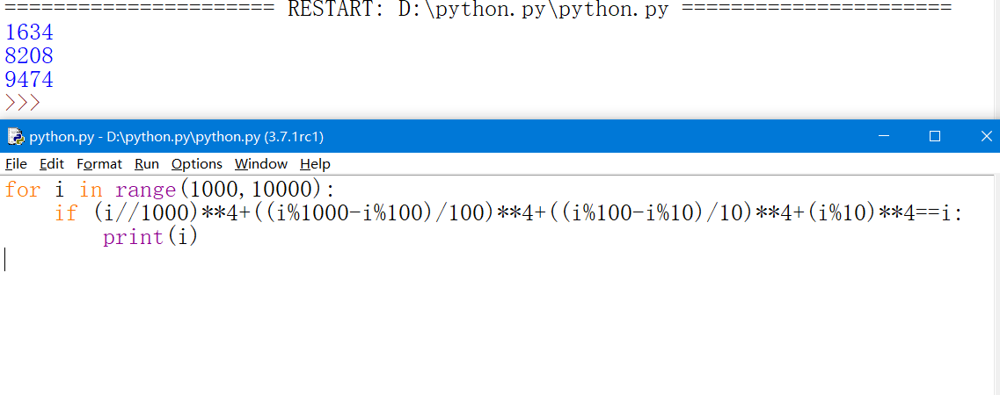 ====================== RESTART: D:\python.py\python.py ======================
1634
8208
9474
>>>
python.py - D:\python.py\python.py (3.7.1rc1)
File Edit Format Run Options Window Help
for i in range(1000,10000):
    if (i//1000)**4+((i%1000-i%100)/100)**4+((i%100-i%10)/10)**4+(i%10)**4==i:
        print(i)